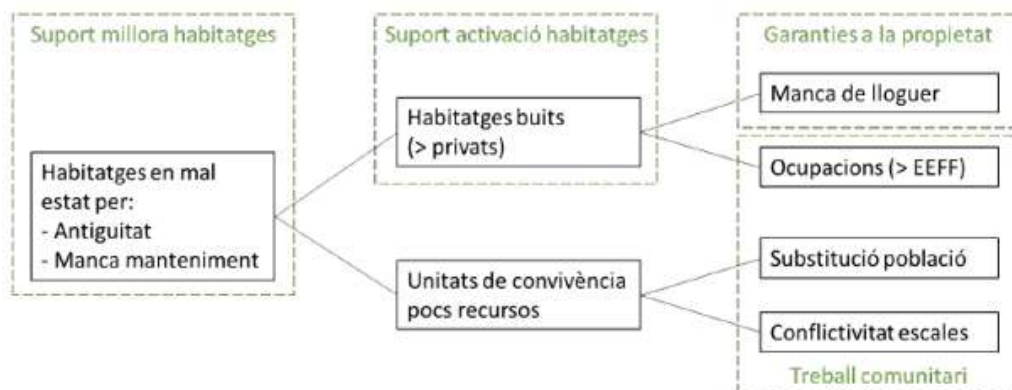 Suport millora habitatges
Suport activació habitatges
Garanties a la propietat
Habitatges en mal
estat per:
- Antiguitat
- Manca manteniment
Habitatges buits
(> privats)
Unitats de convivència
pocs recursos
Manca de lloguer
Ocupacions (> EEFF)
Substitució població
Conflictivitat escales
Treball comunitari